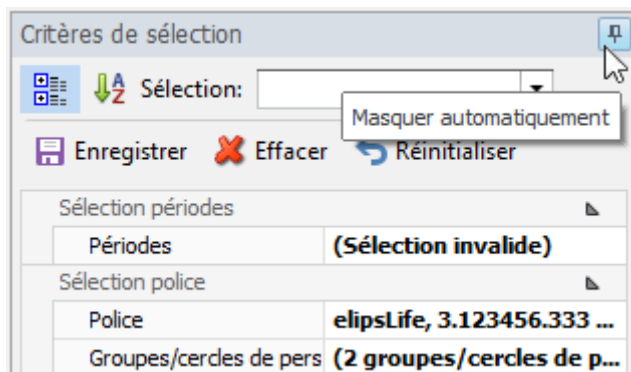 Critères de sélection
Sélection:
Masquer automatiquement
Enregistrer Effacer Réinitialiser
Sélection périodes
Périodes (Sélection invalide)
Sélection police
Police elipsLife, 3.123456.333 ...
Groupes/cercles de pers (2 groupes/cercles de p...